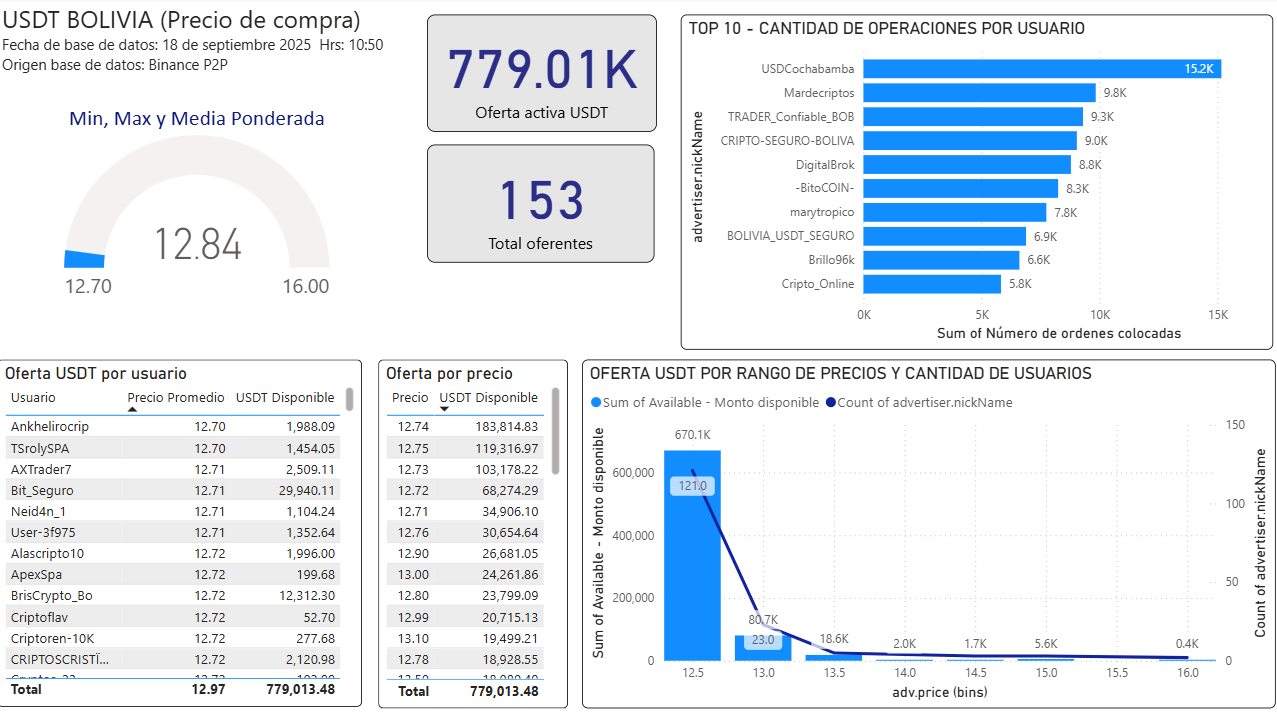 USDT BOLIVIA (Precio de compra)
Fecha de base de datos: 18 de septiembre 2025 Hrs: 10:50
Origen base de datos: Binance P2P
Min, Max y Media Ponderada
12.84
12.70
16.00
779.01K
Oferta activa USDT
153
Total oferentes
TOP 10 - CANTIDAD DE OPERACIONES POR USUARIO
advertiser.nickName
USDCochabamba 15.2K
Mardecriptos 9.8K
TRADER_Confiable_BOB 9.3K
CRIPTO-SEGURO-BOLIVA 9.0K
DigitalBrok 8.8K
-BitoCOIN- 8.3K
marytropico 7.8K
BOLIVIA_USDT_SEGURO 6.9K
Brillo96k 6.6K
Cripto_Online 5.8K
0K 5K 10K 15K
Sum of Número de ordenes colocadas
Oferta USDT por usuario
Usuario Precio Promedio USDT Disponible
Ankhelirocrip 12.70 1,988.09
TSrolySPA 12.70 1,454.05
AXTrader7 12.71 2,509.11
Bit_Seguro 12.71 29,940.11
Neid4n_1 12.71 1,104.24
User-3f975 12.71 1,352.64
Alascripto10 12.72 1,996.00
ApexSpa 12.72 199.68
BrisCrypto_Bo 12.72 12,312.30
Criptoflav 12.72 52.70
Criptoren-10K 12.72 277.68
CRIPTOSCRISTÍ... 12.72 2,120.98
Total 12.97 779,013.48
Oferta por precio
Precio USDT Disponible
12.74 183,814.83
12.75 119,316.97
12.73 103,178.22
12.72 68,274.29
12.71 34,906.10
12.76 30,654.64
12.90 26,681.05
13.00 24,261.86
12.80 23,799.09
12.99 20,715.13
13.10 19,499.21
12.78 18,928.55
Total 779,013.48
OFERTA USDT POR RANGO DE PRECIOS Y CANTIDAD DE USUARIOS
Sum of Available - Monto disponible Count of advertiser.nickName
Sum of Available - Monto disponible
600,000
400,000
200,000
0
670.1K
121.0
80.7K
23.0
18.6K
2.0K
1.7K
5.6K
0.4K
150
100
50
0
Count of advertiser.nickName
12.5 13.0 13.5 14.0 14.5 15.0 16.0
adv.price (bins)